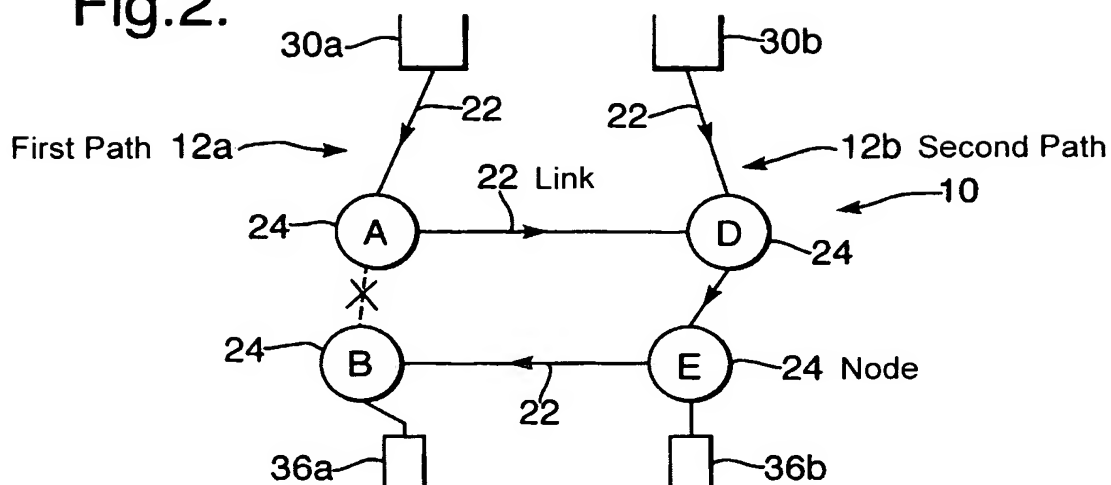 Fig.2.
30a
30b
22
22
First Path 12a
12b Second Path
22 Link
10
24
A
D
24
24
B
E
24 Node
22
36a
36b